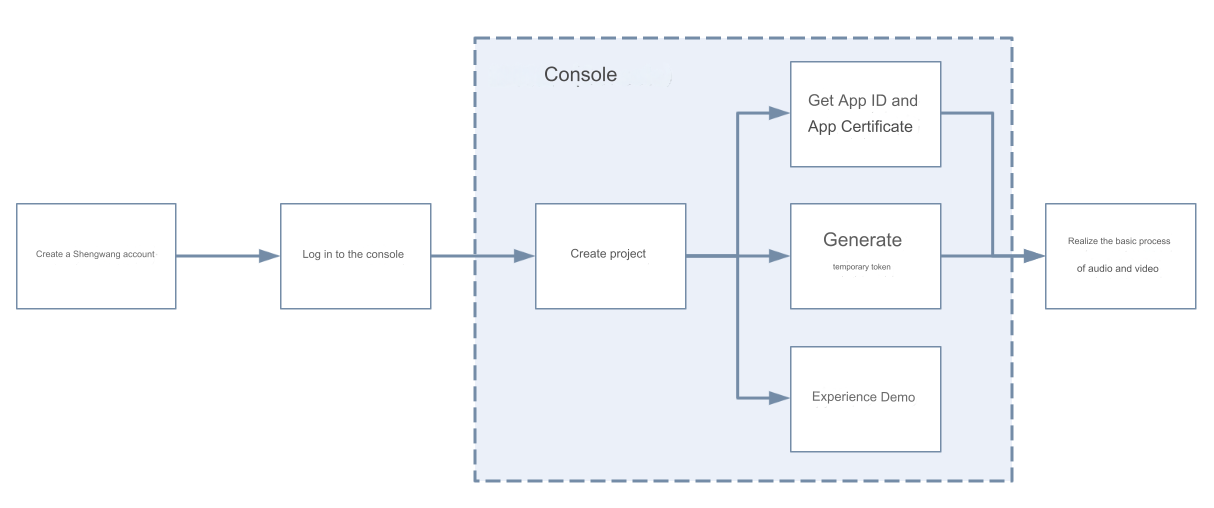 Console
Get App ID and
App Certificate
Create a Shengwang account
Log in to the console
Create project
Generate
temporary token
Realize the basic process
of audio and video
Experience Demo